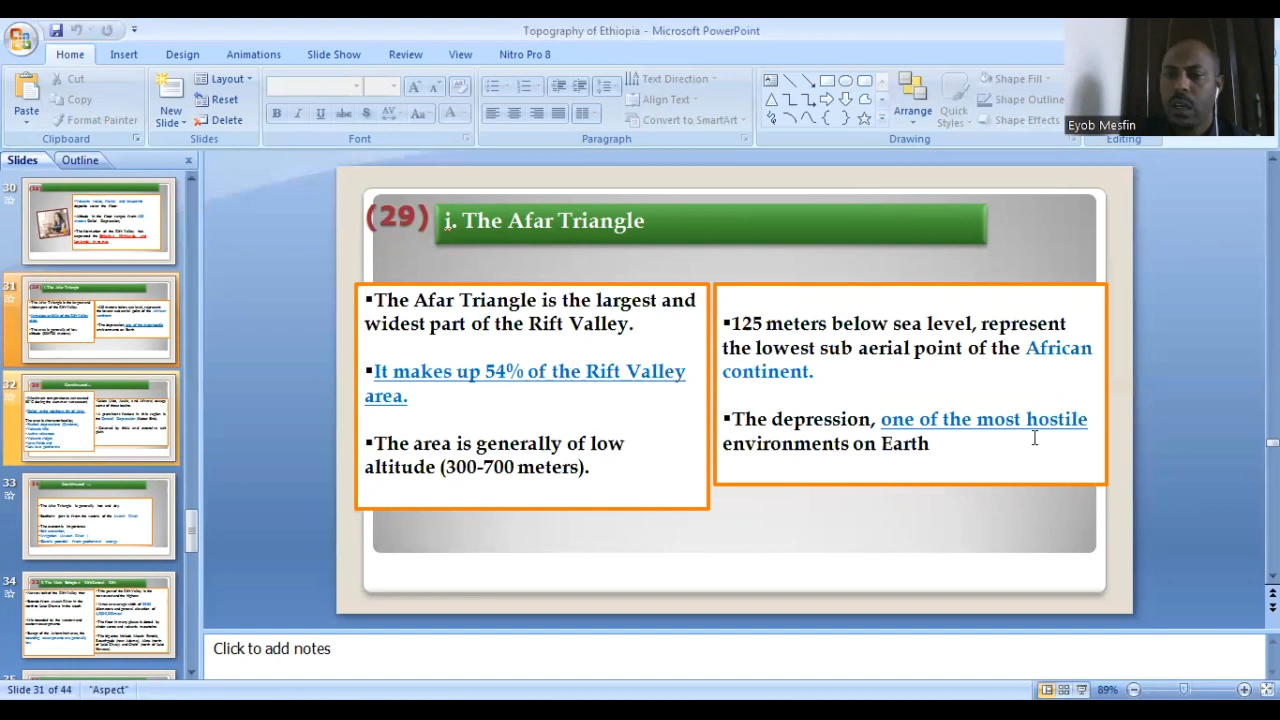 Topography of Ethiopia - Microsoft PowerPoint
Home Insert Design Animations Slide Show Review View Nitro Pro 8
Cut
Copy
Format Painter
Paste
Clipboard
New Slide
Layout
Reset
Delete
Slides
Font
Text Direction
Align Text
Convert to SmartArt
Paragraph
Arrange
Quick Styles
Shape Fill
Shape Outline
Shape Effects
Drawing
Editing
Eyob Mesfin
Slides Outline
30
31
32
33
34
(29) i. The Afar Triangle
▪The Afar Triangle is the largest and
widest part of the Rift Valley.
▪It makes up 54% of the Rift Valley
area.
▪The area is generally of low
altitude (300-700 meters).
▪125 meters below sea level, represent
the lowest sub aerial point of the African
continent.
▪The depression, one of the most hostile
environments on Earth
Click to add notes
Slide 31 of 44 "Aspect" 89%